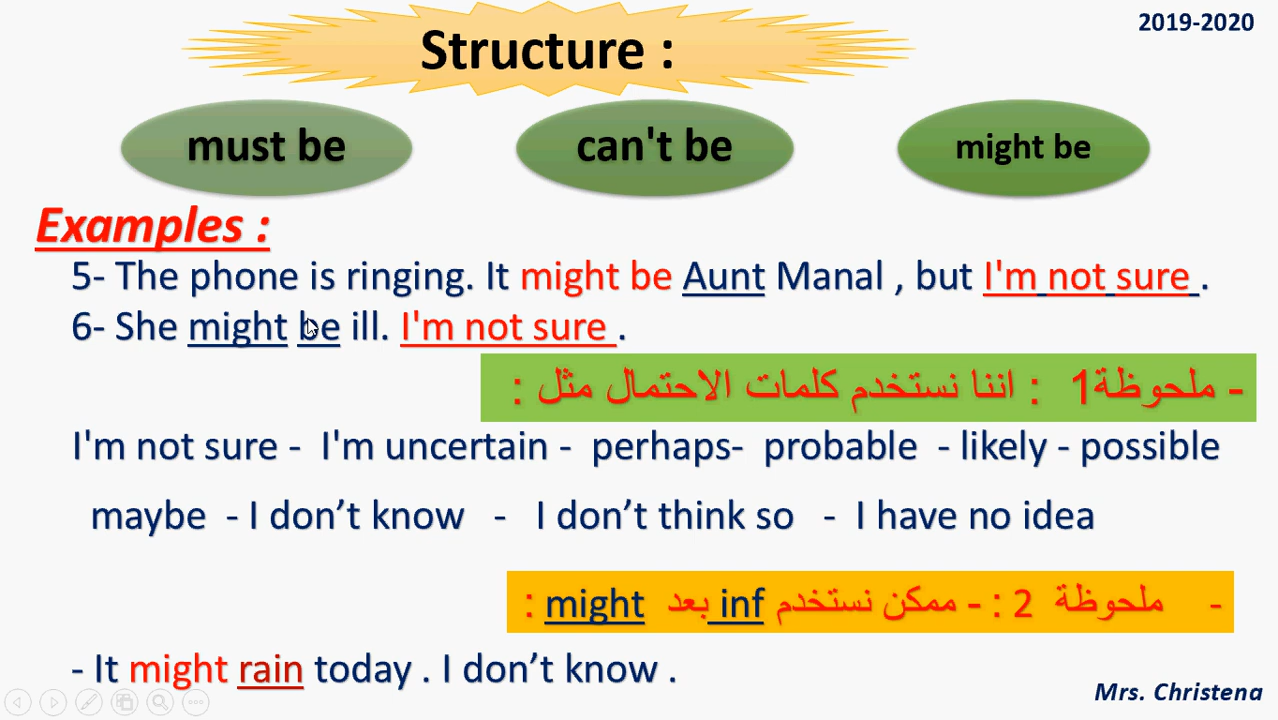 2019-2020
Structure :
must be
can't be
might be
Examples :
5- The phone is ringing. It might be Aunt Manal , but I'm not sure .
6- She might be ill. I'm not sure .
- ملحوظة1 : اننا نستخدم كلمات الاحتمال مثل :
I'm not sure - I'm uncertain - perhaps- probable - likely - possible
maybe - I don’t know - I don’t think so - I have no idea
- ملحوظة 2 : - ممكن نستخدم inf بعد might :
- It might rain today . I don’t know .
Mrs. Christena